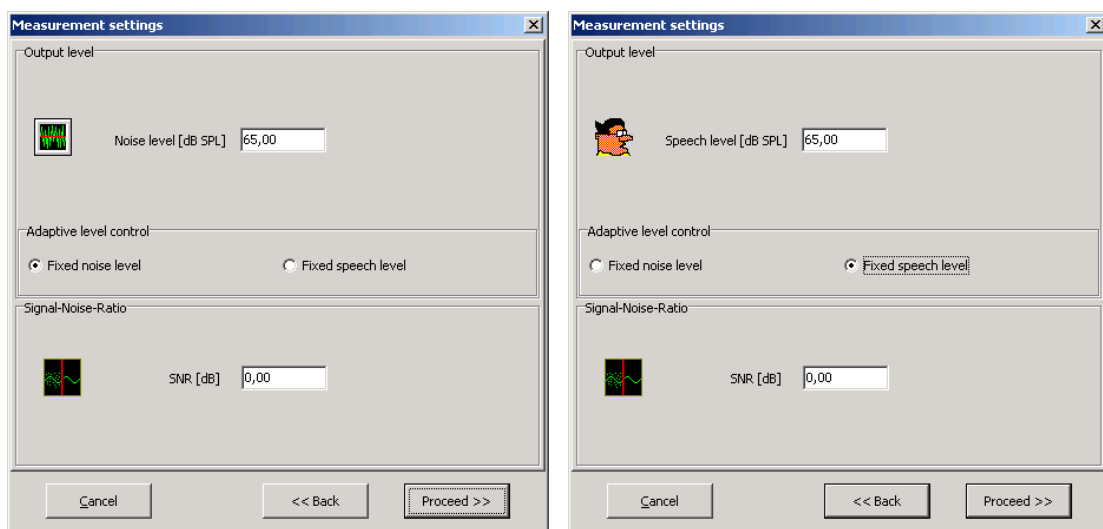 Measurement settings
Output level
Noise level [dB SPL] 65,00
Adaptive level control
Fixed noise level Fixed speech level
Signal-Noise-Ratio
SNR [dB] 0,00
Cancel << Back Proceed >>
Measurement settings
Output level
Speech level [dB SPL] 65,00
Adaptive level control
Fixed noise level Fixed speech level
Signal-Noise-Ratio
SNR [dB] 0,00
Cancel << Back Proceed >>